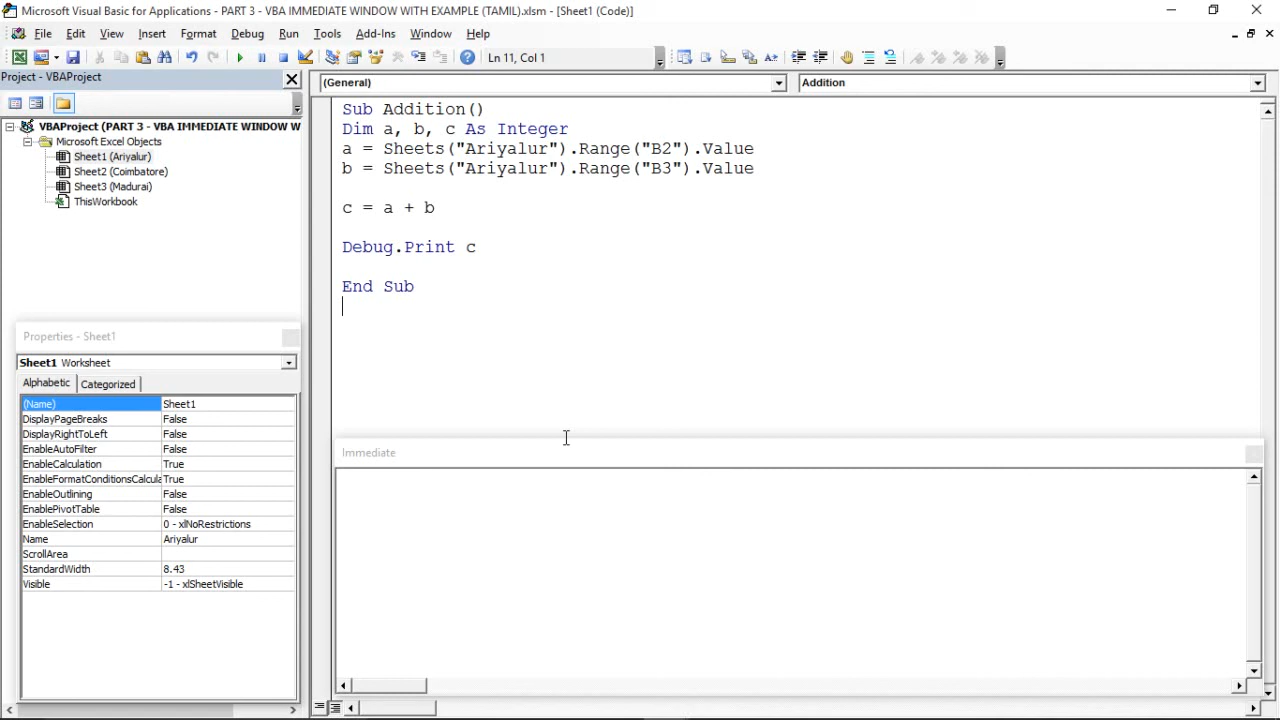 Microsoft Visual Basic for Applications - PART 3 - VBA IMMEDIATE WINDOW WITH EXAMPLE (TAMIL).xlsm - [Sheet1 (Code)]
File Edit View Insert Format Debug Run Tools Add-Ins Window Help
Ln 11, Col 1
Project - VBAProject
VBAProject (PART 3 - VBA IMMEDIATE WINDOW W
Microsoft Excel Objects
Sheet1 (Ariyalur)
Sheet2 (Coimbatore)
Sheet3 (Madurai)
ThisWorkbook
Properties - Sheet1
Sheet1 Worksheet
Alphabetic Categorized
(Name) Sheet1
DisplayPageBreaks False
DisplayRightToLeft False
EnableAutoFilter False
EnableCalculation True
EnableFormatConditionsCalcula True
EnableOutlining False
EnablePivotTable False
EnableSelection 0 - xlNoRestrictions
Name Ariyalur
ScrollArea
StandardWidth 8.43
Visible -1 - xlSheetVisible
(General) Addition
Sub Addition()
Dim a, b, c As Integer
a = Sheets("Ariyalur").Range("B2").Value
b = Sheets("Ariyalur").Range("B3").Value
c = a + b
Debug.Print c
End Sub
Immediate